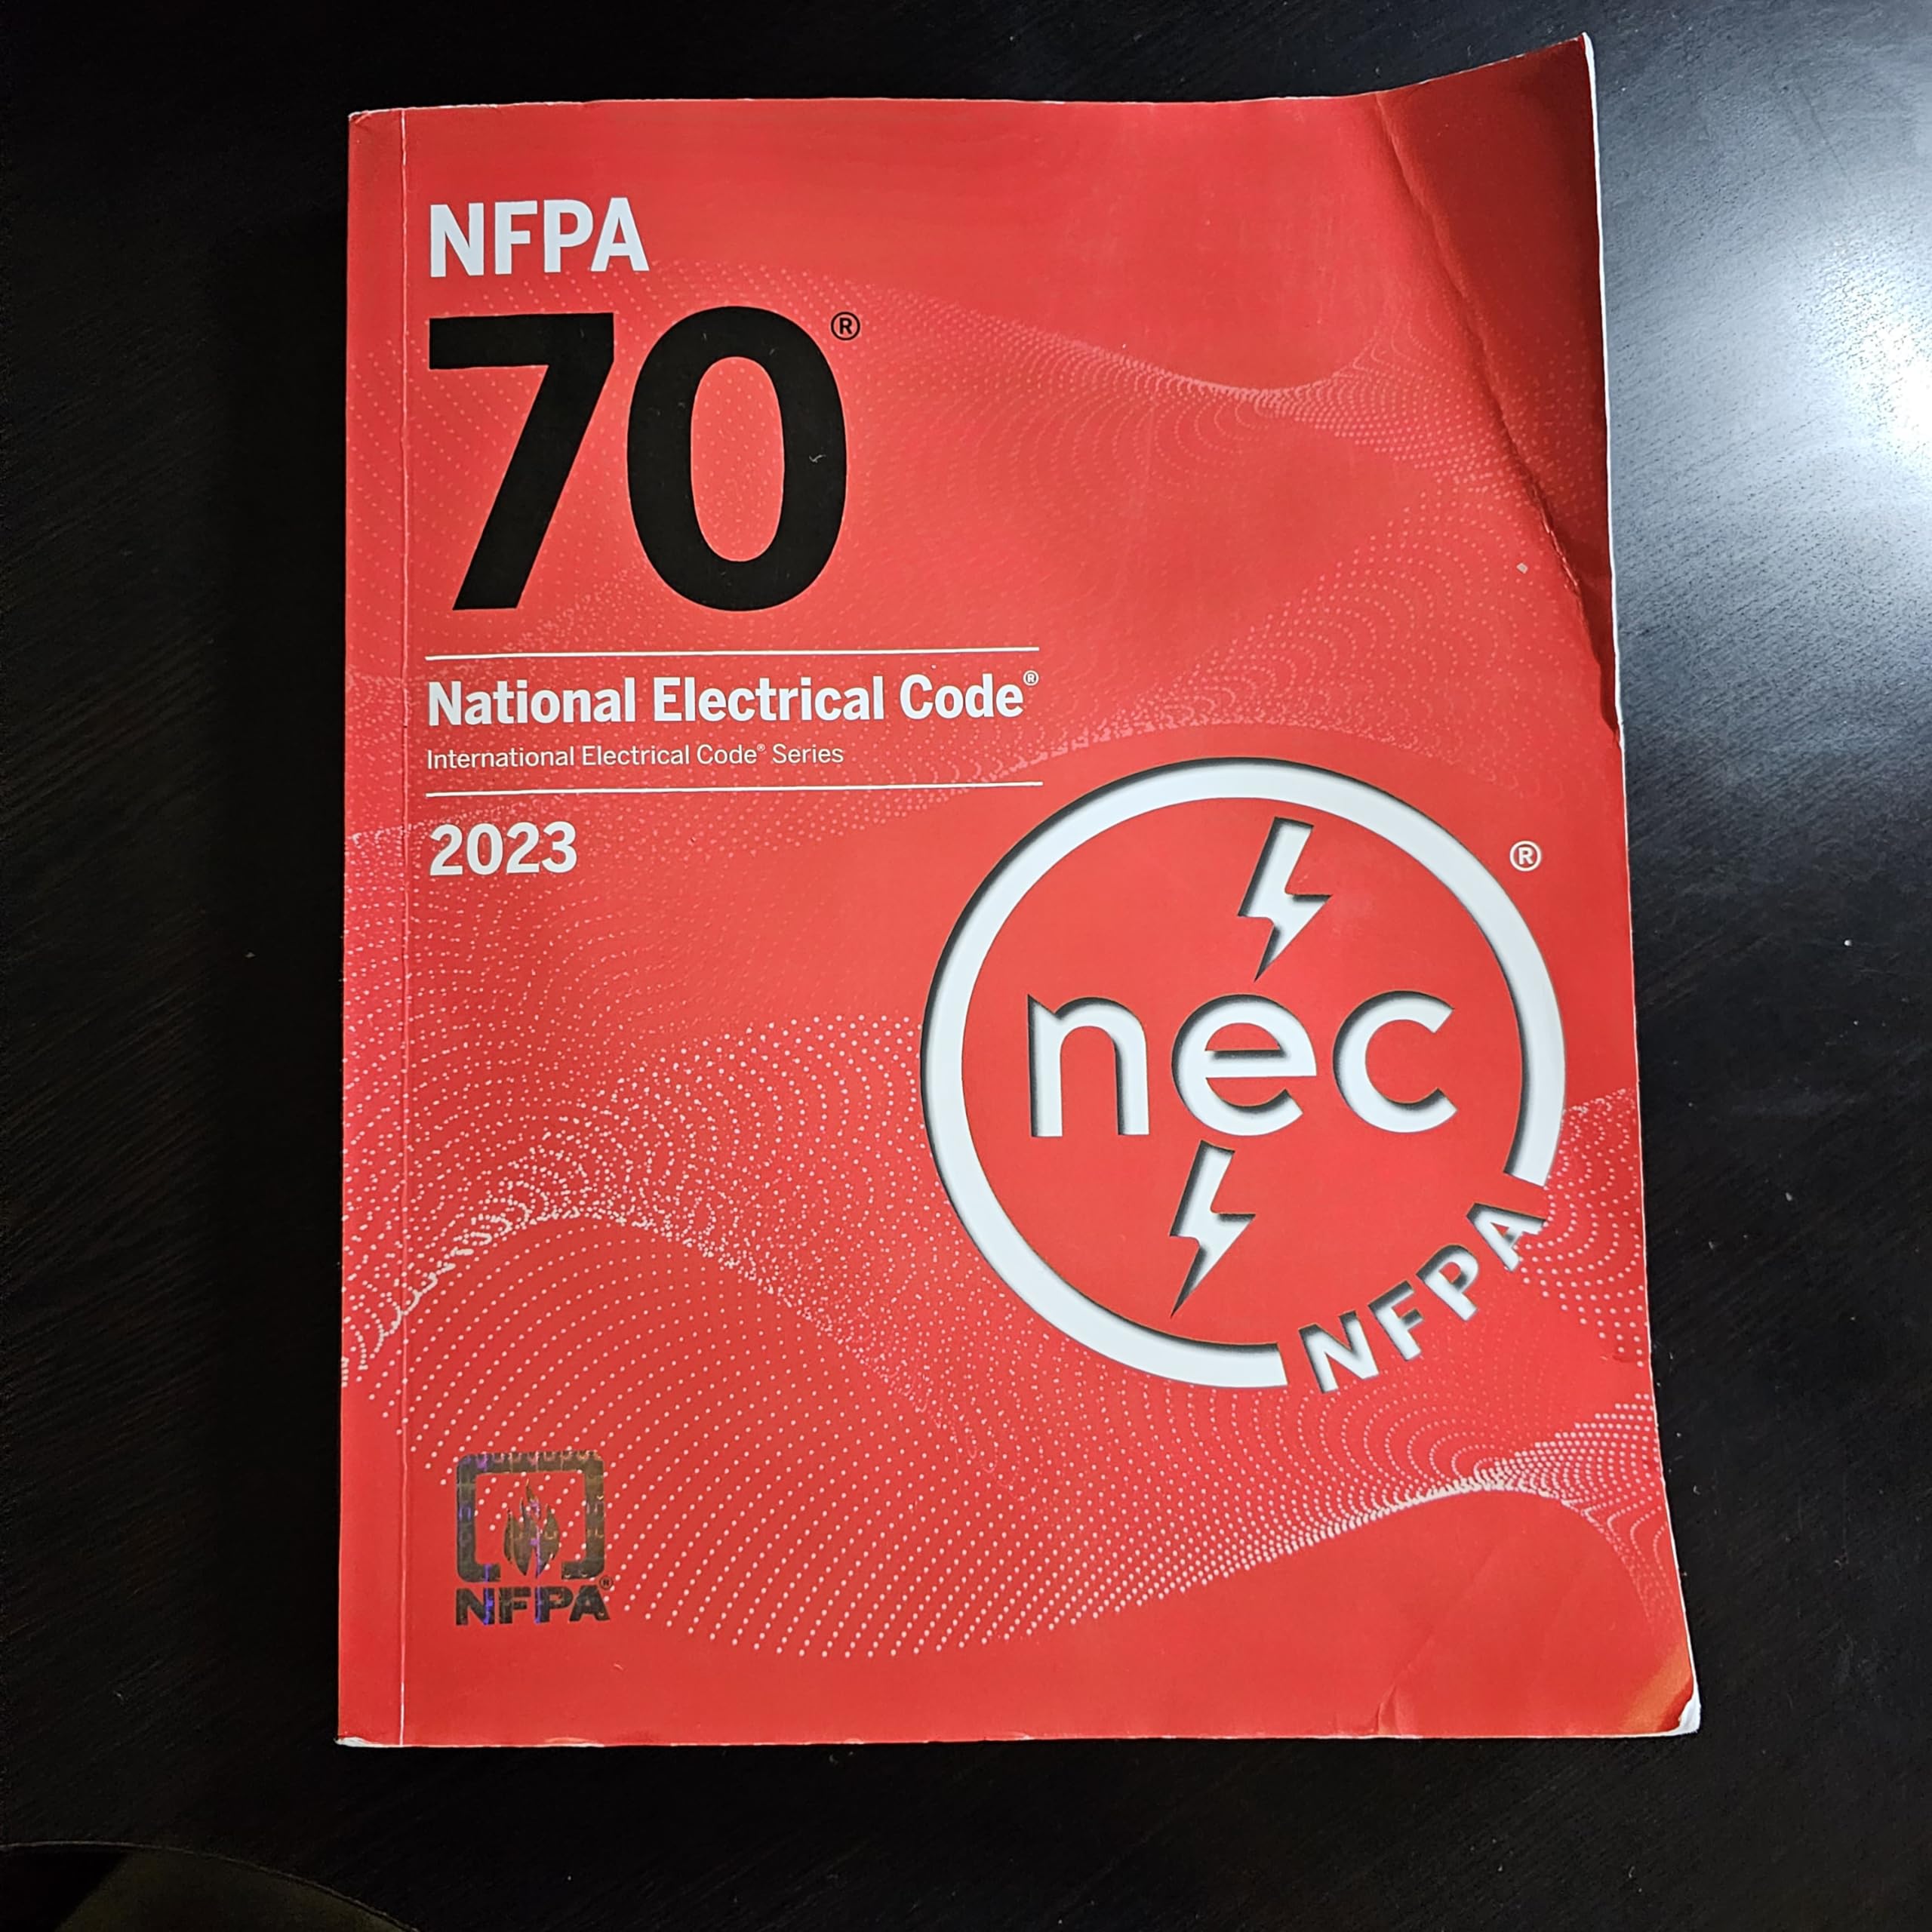 NFPA
70®
National Electrical Code®
International Electrical Code® Series
2023
®
nec
NFPA
NFPA®